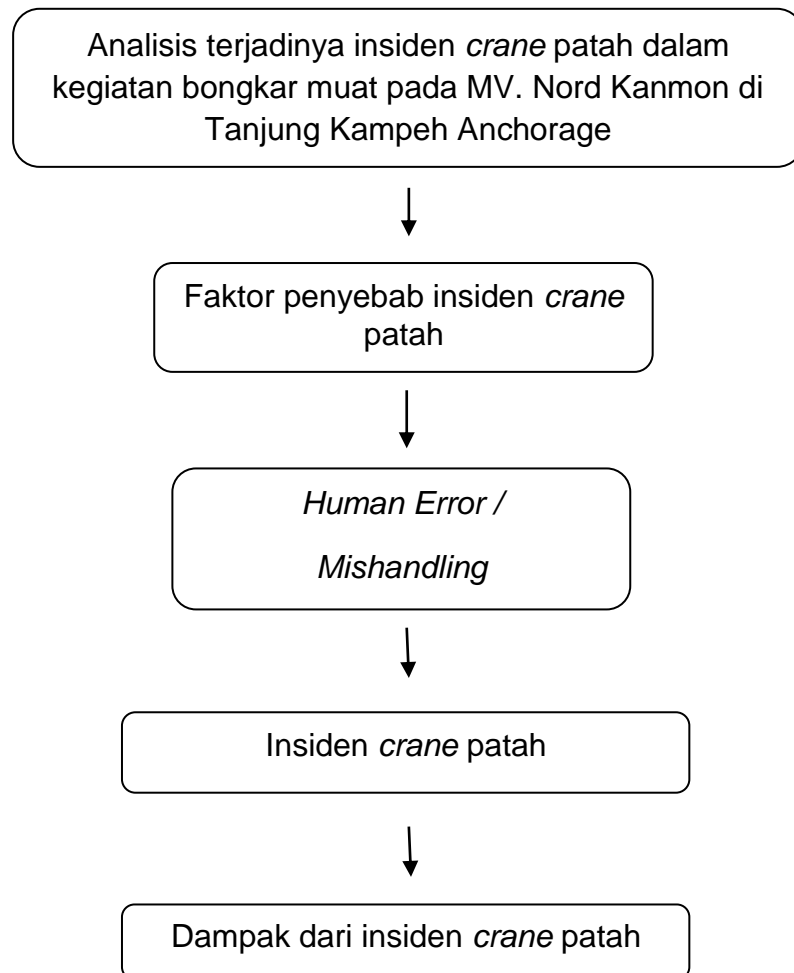 Analisis terjadinya insiden crane patah dalam
kegiatan bongkar muat pada MV. Nord Kanmon di
Tanjung Kampeh Anchorage
Faktor penyebab insiden crane
patah
Human Error /
Mishandling
Insiden crane patah
Dampak dari insiden crane patah